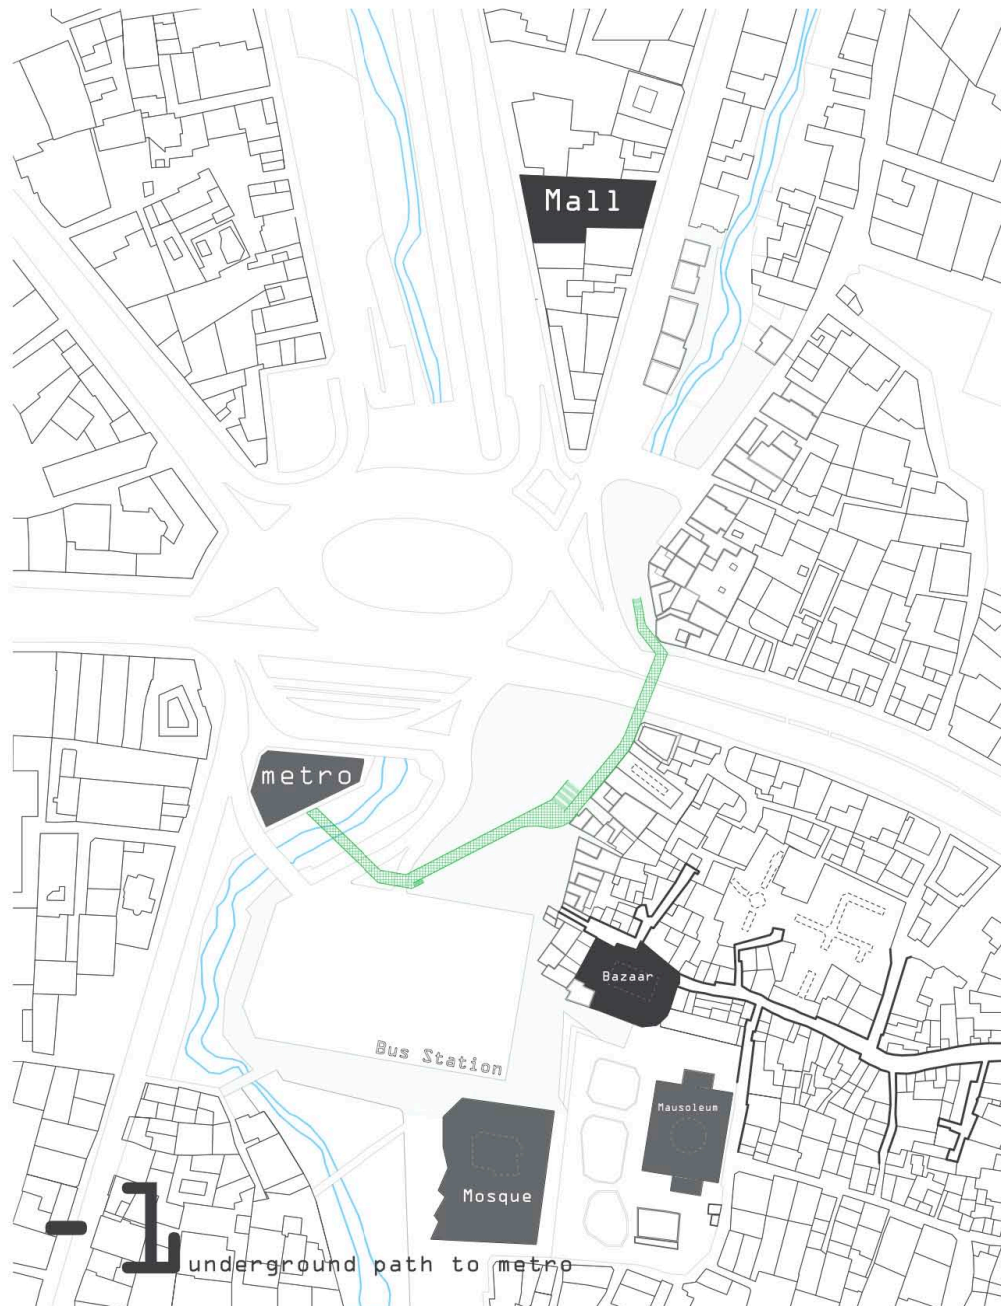 Mall
metro
Bazaar
Bus Station
Mausoleum
Mosque
-1
underground path to metro